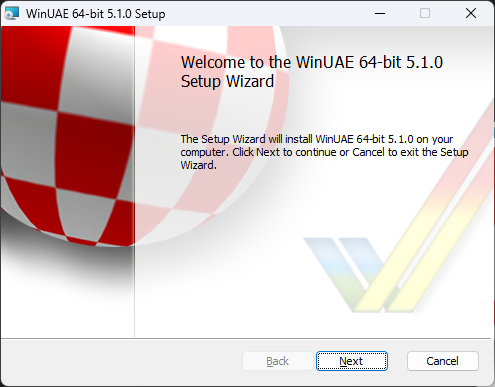 WinUAE 64-bit 5.1.0 Setup
Welcome to the WinUAE 64-bit 5.1.0
Setup Wizard
The Setup Wizard will install WinUAE 64-bit 5.1.0 on your
computer. Click Next to continue or Cancel to exit the Setup
Wizard.
Back Next Cancel